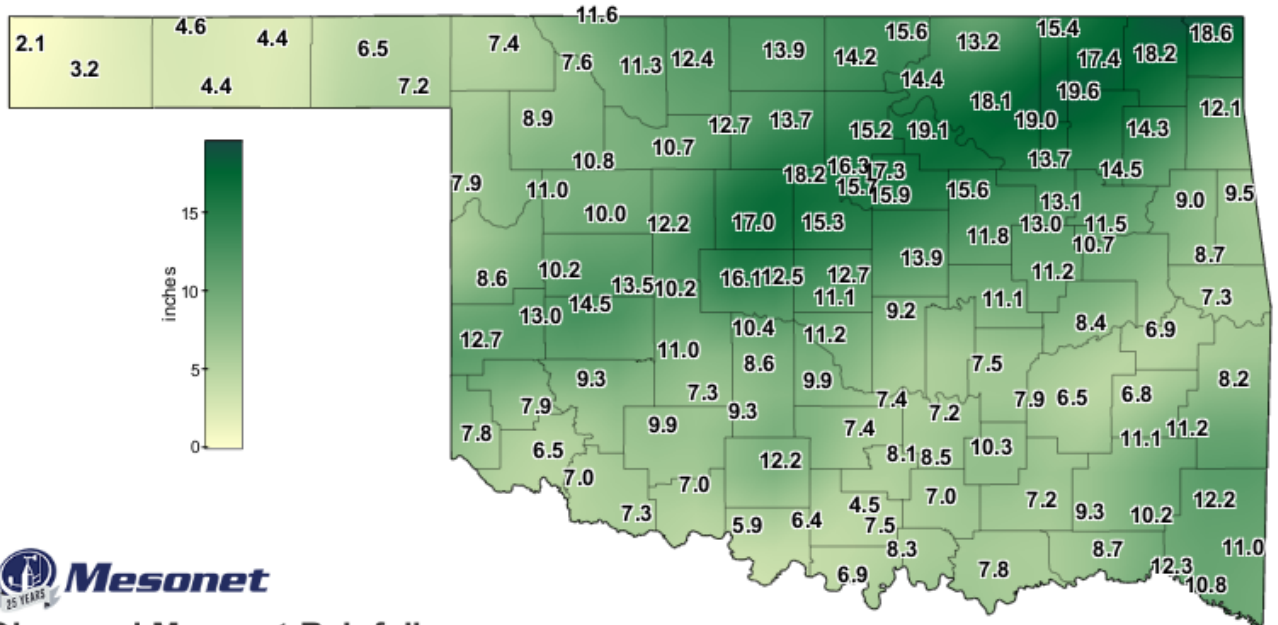 11.6
2.1 4.6 4.4 6.5 7.4 15.6 13.2 15.4 18.6
3.2 4.4 7.2 7.6 11.3 12.4 13.9 14.2 14.4 17.4 18.2
8.9 12.7 13.7 15.2 19.1 18.1 19.0 19.6 14.3 12.1
10.8 10.7 18.2 16.3 17.3 13.7 14.5
7.9 11.0 15.7 15.9 15.6 9.0 9.5
10.0 12.2 17.0 15.3 13.1 13.0 11.5
15
13.9 11.8 10.7 8.7
8.6 10.2 13.5 10.2 16.1 12.5 12.7 11.2
inches
10
13.0 14.5 11.1 9.2 11.1 7.3
12.7 11.0 10.4 11.2 8.4 6.9
5
9.3 8.6 9.9 7.5 8.2
7.9 7.3 9.3 7.4 7.2 7.9 6.5 6.8
0
7.8 9.9 7.4 11.1 11.2
6.5 12.2 8.1 8.5 10.3
7.0 7.0 4.5 7.0 7.2 12.2
7.3 5.9 6.4 7.5 9.3 10.2
8.3 8.7 11.0
6.9 7.8 12.3 10.8
Mesonet
25 YEARS